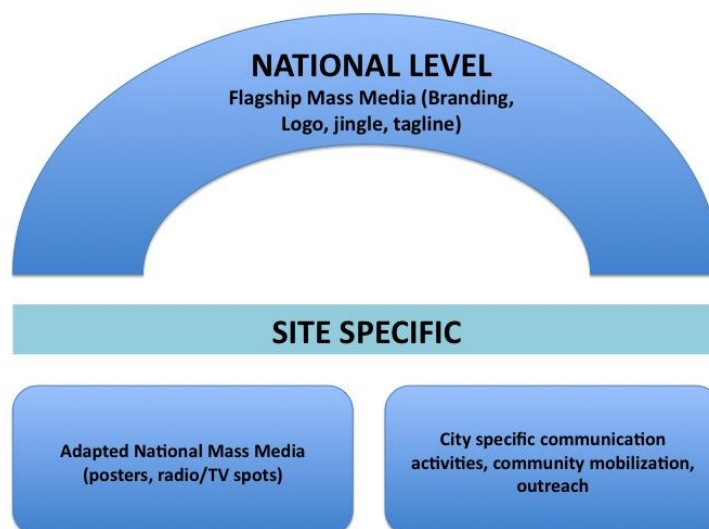 NATIONAL LEVEL
Flagship Mass Media (Branding,
Logo, jingle, tagline)
SITE SPECIFIC
Adapted National Mass Media
(posters, radio/TV spots)
City specific communication
activities, community mobilization,
outreach